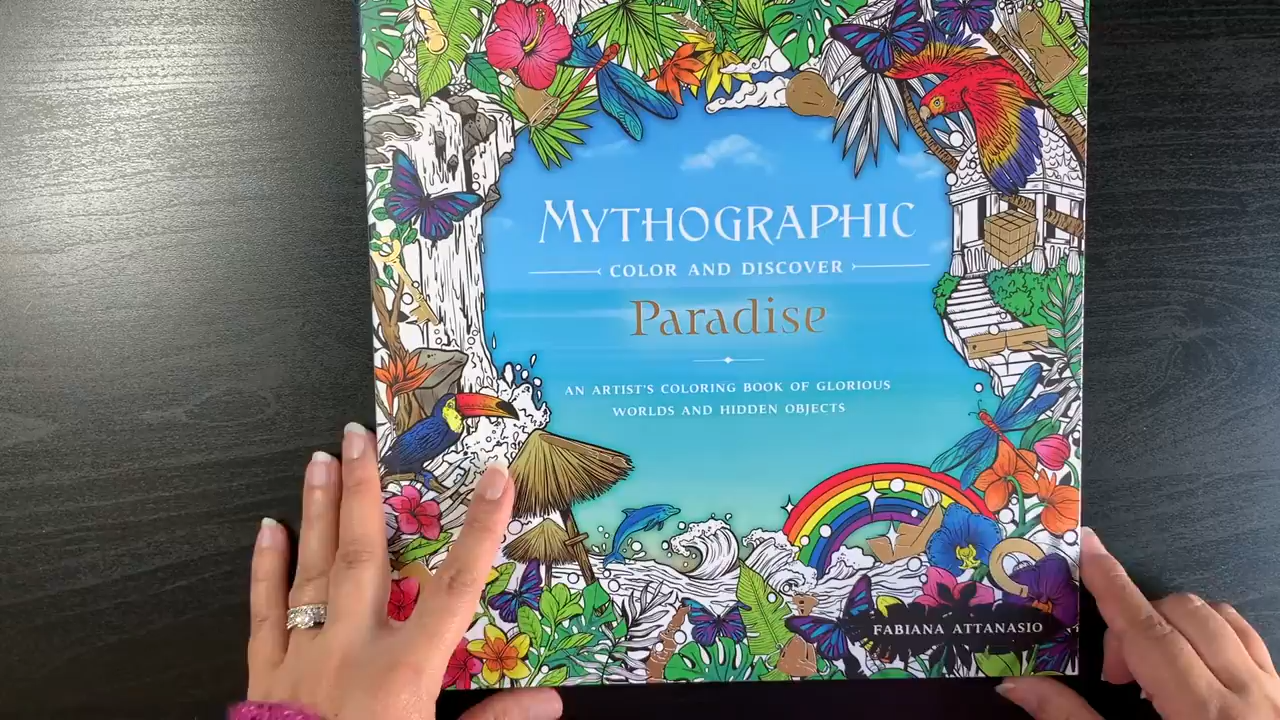 MYTHOGRAPHIC
COLOR AND DISCOVER
Paradise
AN ARTIST'S COLORING BOOK OF GLORIOUS
WORLDS AND HIDDEN OBJECTS
FABIANA ATTANASIO